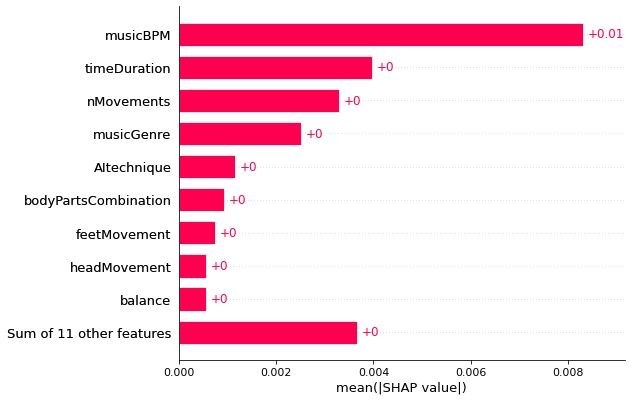 musicBPM +0.01
timeDuration +0
nMovements +0
musicGenre +0
AItechnique +0
bodyPartsCombination +0
feetMovement +0
headMovement +0
balance +0
Sum of 11 other features +0
0.000 0.002 0.004 0.006 0.008
mean(|SHAP value|)